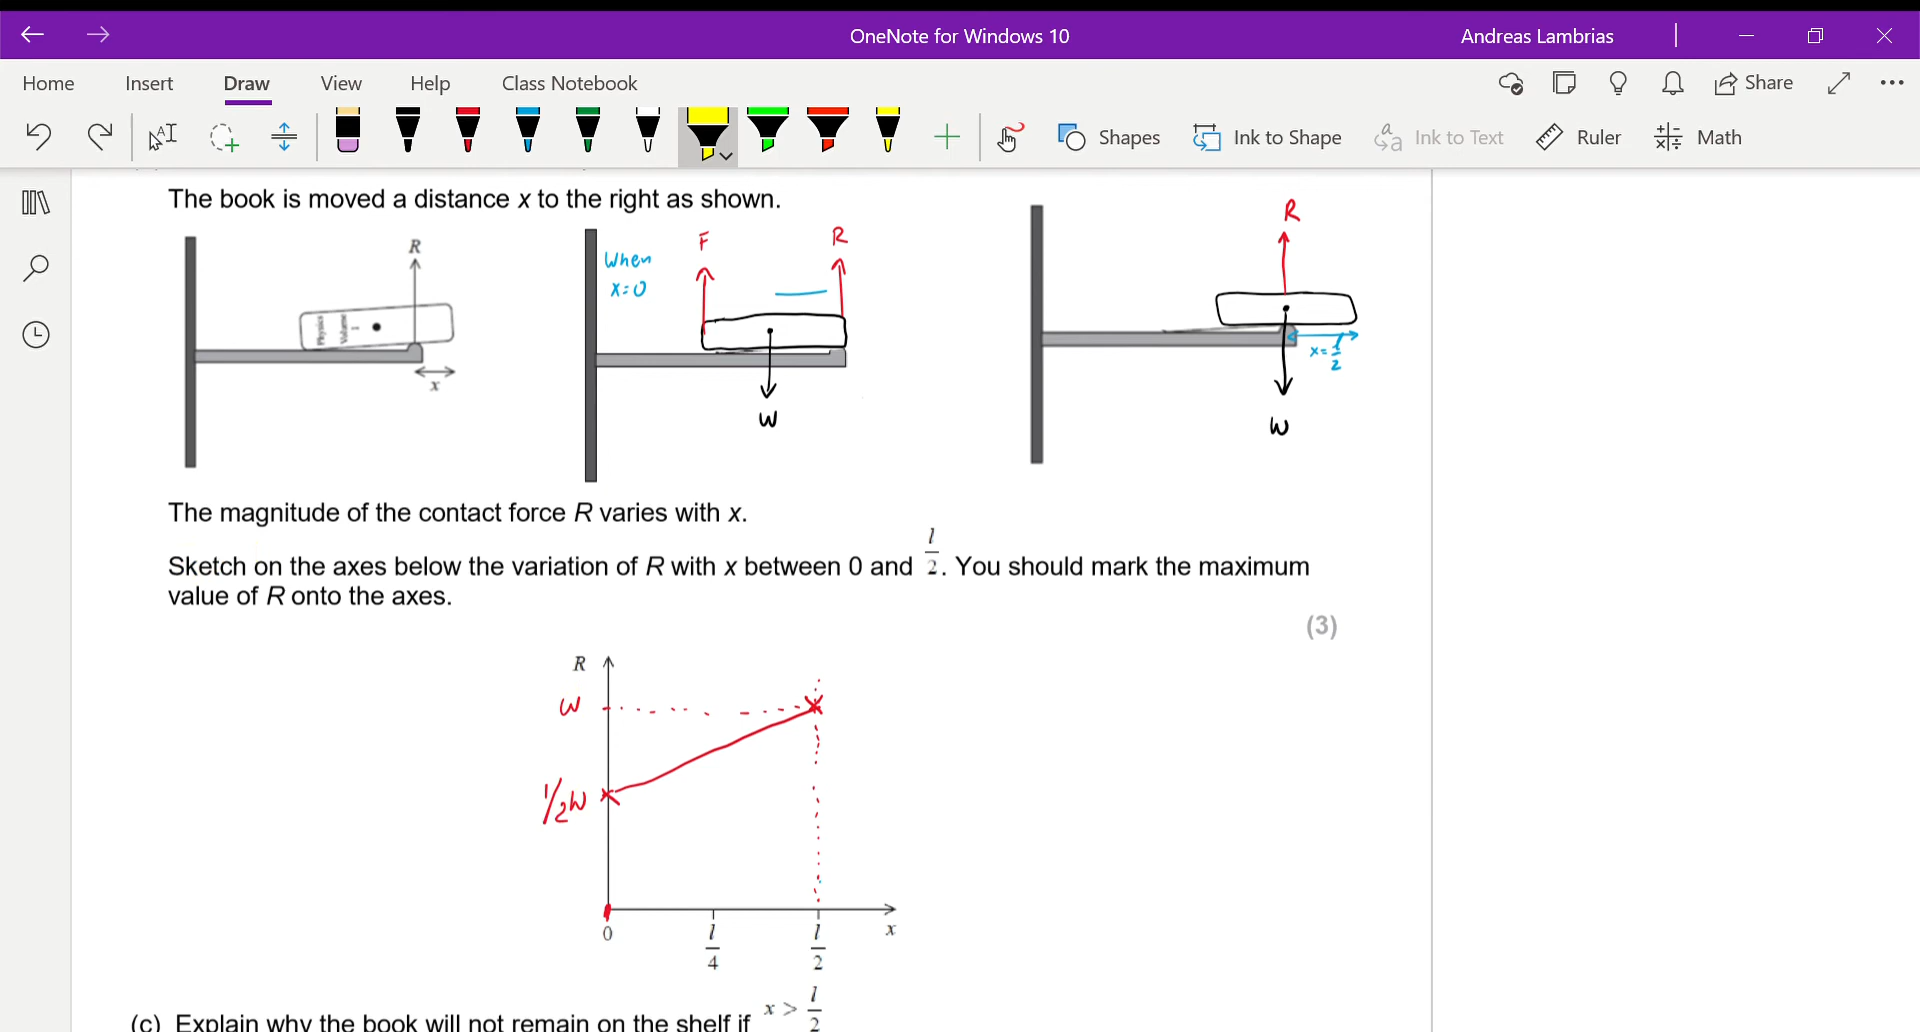 OneNote for Windows 10
Andreas Lambrias
Home Insert Draw View Help Class Notebook
Share
Shapes Ink to Shape Ink to Text Ruler Math
The book is moved a distance x to the right as shown.
R
Physics
Volume
1
x
When
x=0
F
R
W
R
x=l/2
W
The magnitude of the contact force R varies with x.
Sketch on the axes below the variation of R with x between 0 and l/2. You should mark the maximum
value of R onto the axes.
(3)
R
W
1/2W
0 l/4 l/2 x
(c) Explain why the book will not remain on the shelf if x > l/2